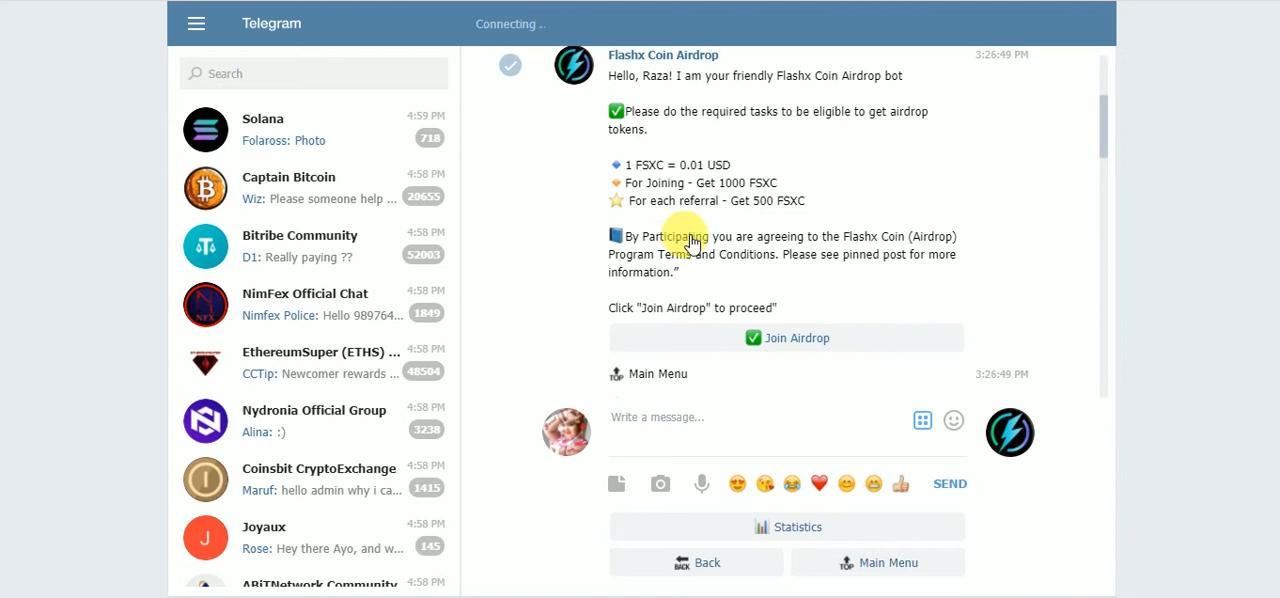 Telegram
Connecting ..
Search
Solana
4:59 PM
Folaross: Photo
718
Captain Bitcoin
4:58 PM
Wiz: Please someone help ...
20655
Bitribe Community
4:58 PM
D1: Really paying ??
52003
NimFex Official Chat
4:58 PM
Nimfex Police: Hello 989764...
1849
EthereumSuper (ETHS) ...
4:58 PM
CCTip: Newcomer rewards ...
48504
Nydronia Official Group
4:58 PM
Alina: :)
3238
Coinsbit CryptoExchange
4:58 PM
Maruf: hello admin why i ca...
1415
Joyaux
4:58 PM
Rose: Hey there Ayo, and w...
145
ABiTNetwork Community
4:58 PM
Flashx Coin Airdrop
3:26:49 PM
Hello, Raza! I am your friendly Flashx Coin Airdrop bot
Please do the required tasks to be eligible to get airdrop
tokens.
1 FSXC = 0.01 USD
For Joining - Get 1000 FSXC
For each referral - Get 500 FSXC
By Participating you are agreeing to the Flashx Coin (Airdrop)
Program Terms and Conditions. Please see pinned post for more
information.”
Click "Join Airdrop" to proceed"
Join Airdrop
TOP Main Menu
3:26:49 PM
Write a message...
SEND
Statistics
BACK Back
TOP Main Menu